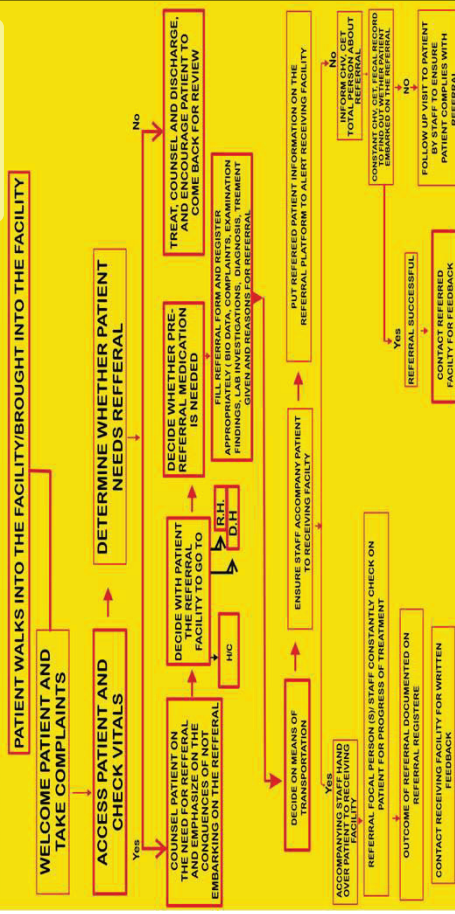 PATIENT WALKS INTO THE FACILITY/BROUGHT INTO THE FACILITY
WELCOME PATIENT AND
TAKE COMPLAINTS
ACCESS PATIENT AND
CHECK VITALS
DETERMINE WHETHER PATIENT
NEEDS REFFERAL
Yes
No
COUNSEL PATIENT ON
THE NEED FOR REFFERAL
AND EMPHASIZE ON THE
CONQUENCES OF NOT
EMBARKING ON THE REFFERAL
DECIDE WITH PATIENT
THE REFERRAL
FACILITY TO GO TO
H/C
R.H.
D.H
DECIDE WHETHER PRE-
REFERRAL MEDICATION
IS NEEDED
TREAT, COUNSEL AND DISCHARGE,
AND ENCOURAGE PATIENT TO
COME BACK FOR REVIEW
FILL REFERRAL FORM AND REGISTER
APPROPRIATELY ( BIO DATA, COMPLAINTS, EXAMINATION
FINDINGS, LAB INVESTIGATIONS, DIAGNOSIS, TREMENT
GIVEN AND REASONS FOR REFERRAL
DECIDE ON MEANS OF
TRANSPORTATION
ENSURE STAFF ACCOMPANY PATIENT
TO RECEIVING FACILTY
PUT REFEREED PATIENT INFORMATION ON THE
REFERRAL PLATFORM TO ALERT RECEIVING FACILITY
Yes
No
ACCOMPANYING STAFF HAND
OVER PATIENT TO RECEIVING
FACILITY
REFERRAL FOCAL PERSON (S)/ STAFF CONSTANTLY CHECK ON
PATIENT FOR PROGRESS OF TREATMENT
OUTCOME OF REFERRAL DOCUMENTED ON
REFERRAL REGISTERE
CONTACT RECEIVING FACILITY FOR WRITTEN
FEEDBACK
INFORM CHV, CET
TOTAL PERSON ABOUT
REFERRAL
CONSTANT CHV, CET, FECAL RECORD
TO FIND OUT WHETHER PATIENT
EMBARKED ON THE REFERRAL
Yes
NO
REFERRAL SUCCESSFUL
CONTACT REFERRED
FACILTY FOR FEEDBACK
FOLLOW UP VISIT TO PATIENT
BY STAFF TO ENSURE
PATIENT COMPLIES WITH
REFERRAL